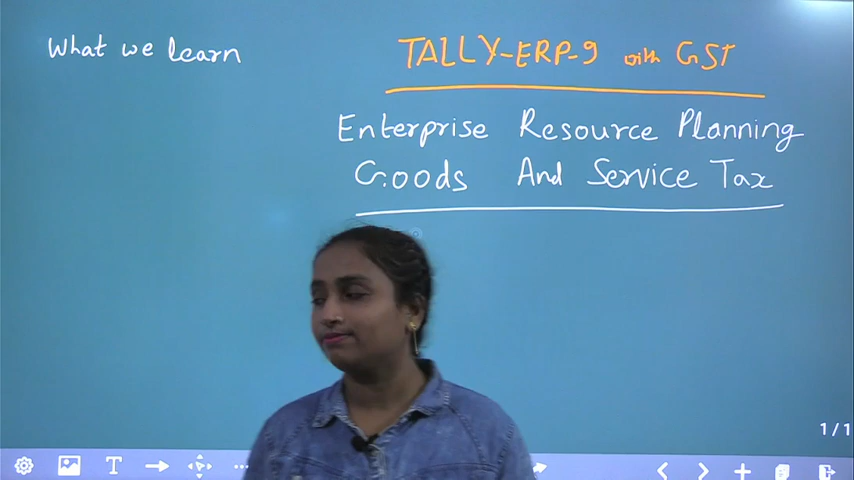 What we learn
TALLY-ERP-9 with GST
Enterprise Resource Planning
Goods And Service Tax
1/1
T